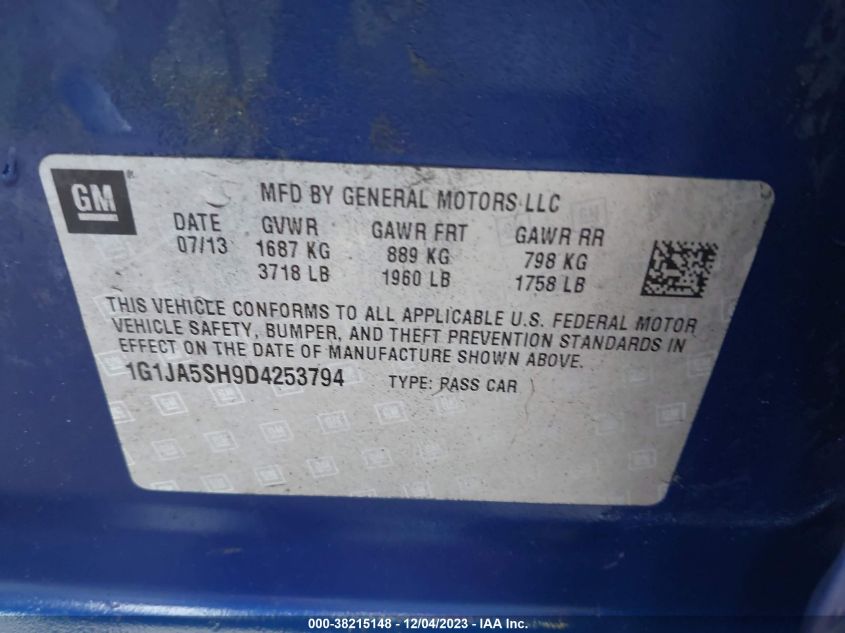 GM
MFD BY GENERAL MOTORS LLC
DATE GVWR GAWR FRT GAWR RR
07/13 1687 KG 889 KG 798 KG
3718 LB 1960 LB 1758 LB
THIS VEHICLE CONFORMS TO ALL APPLICABLE U.S. FEDERAL MOTOR
VEHICLE SAFETY, BUMPER, AND THEFT PREVENTION STANDARDS IN
EFFECT ON THE DATE OF MANUFACTURE SHOWN ABOVE.
1G1JA5SH9D4253794 TYPE: PASS CAR
000-38215148 - 12/04/2023 - IAA Inc.